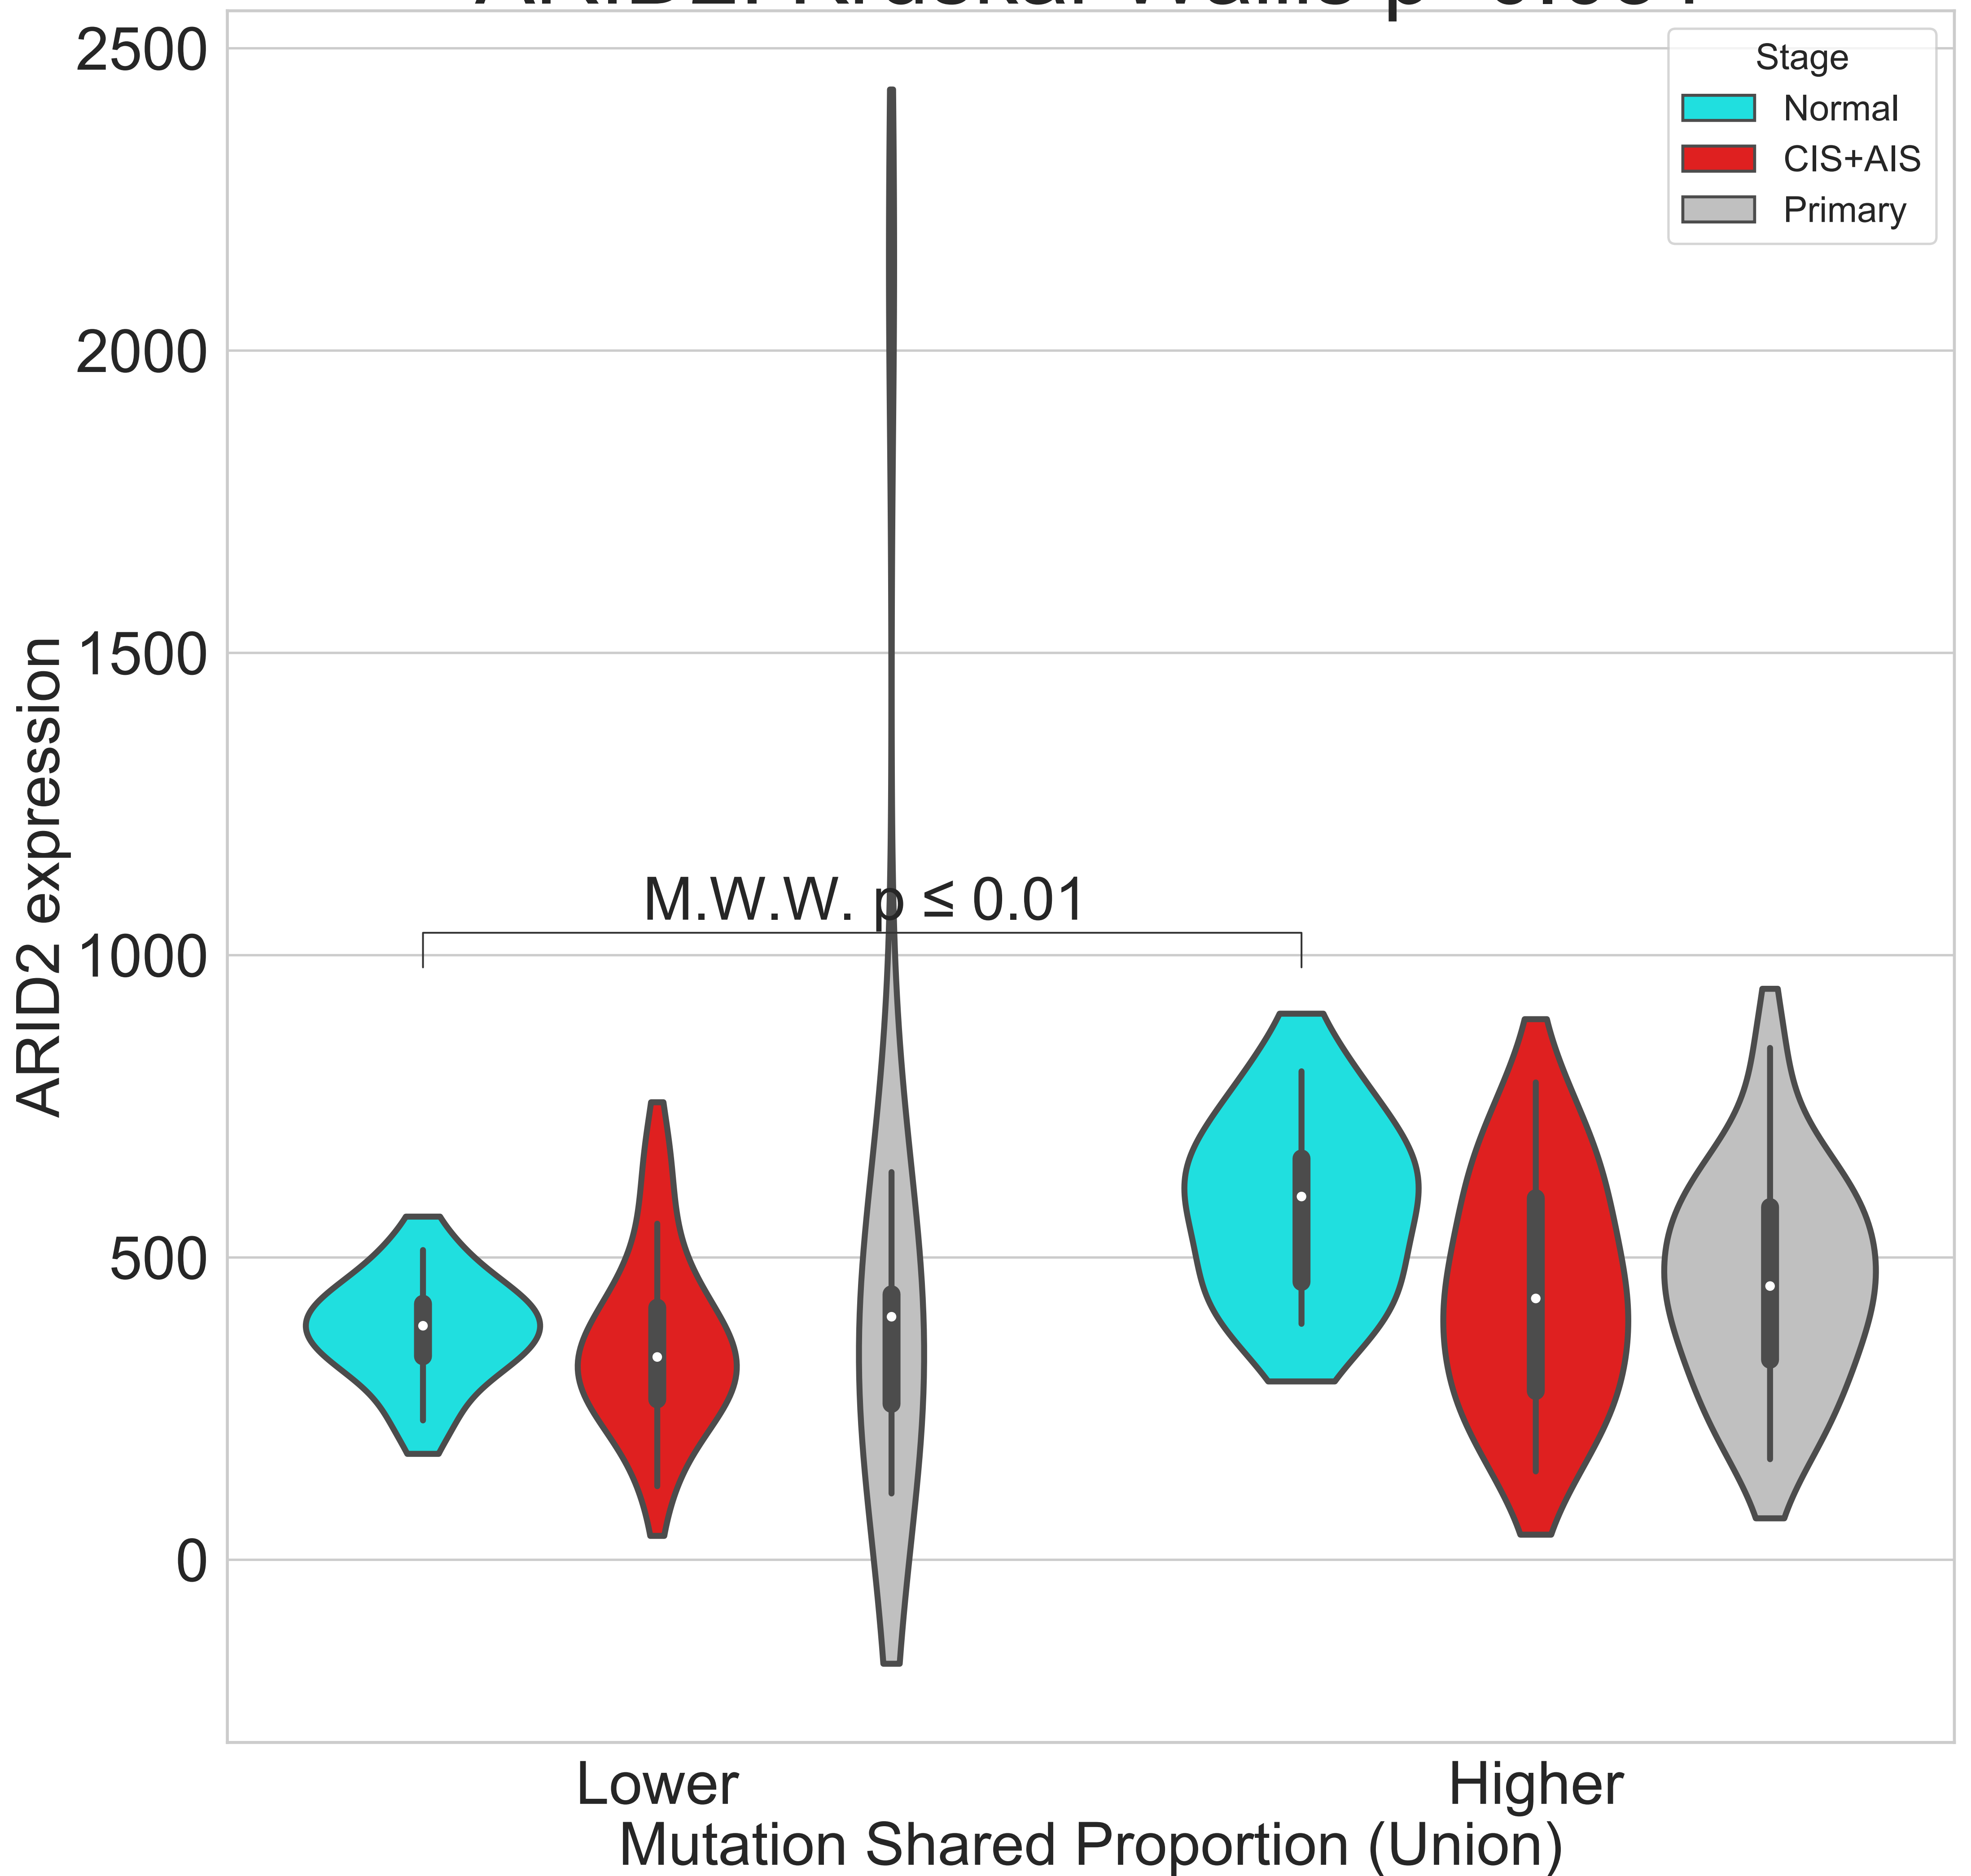 2500
Stage
Normal
CIS+AIS
Primary
2000
1500
M.W.W. p ≤ 0.01
1000
500
0
ARID2 expression
Lower
Higher
Mutation Shared Proportion (Union)